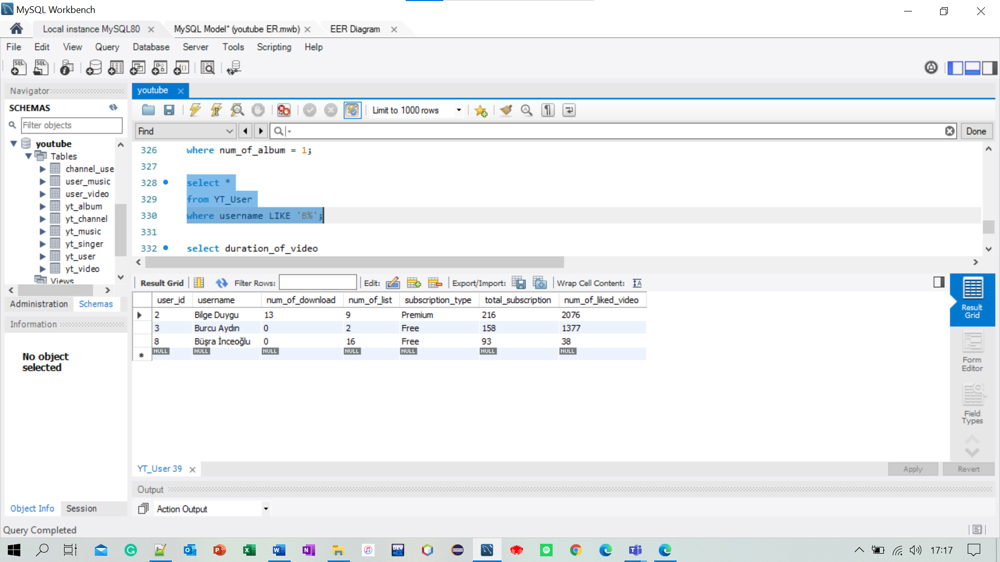 MySQL Workbench
Local instance MySQL80
MySQL Model* (youtube ER.mwb)
EER Diagram
File Edit View Query Database Server Tools Scripting Help
Navigator
SCHEMAS
Filter objects
youtube
Tables
channel_use
user_music
user_video
yt_album
yt_channel
yt_music
yt_singer
yt_user
yt_video
Views
Administration Schemas
Information
No object
selected
Object Info Session
youtube
Limit to 1000 rows
Find
Done
326 where num_of_album = 1;
327
328 select *
329 from YT_User
330 where username LIKE 'B%';
331
332 select duration_of_video
Result Grid Filter Rows: Edit: Export/Import: Wrap Cell Content:
user_id username num_of_download num_of_list subscription_type total_subscription num_of_liked_video
2 Bilge Duygu 13 9 Premium 216 2076
3 Burcu Aydın 0 2 Free 158 1377
8 Büşra İnceoğlu 0 16 Free 93 38
NULL NULL NULL NULL NULL NULL NULL
Result
Grid
Form
Editor
Field
Types
YT_User 39
Apply Revert
Output
Action Output
Query Completed
17:17